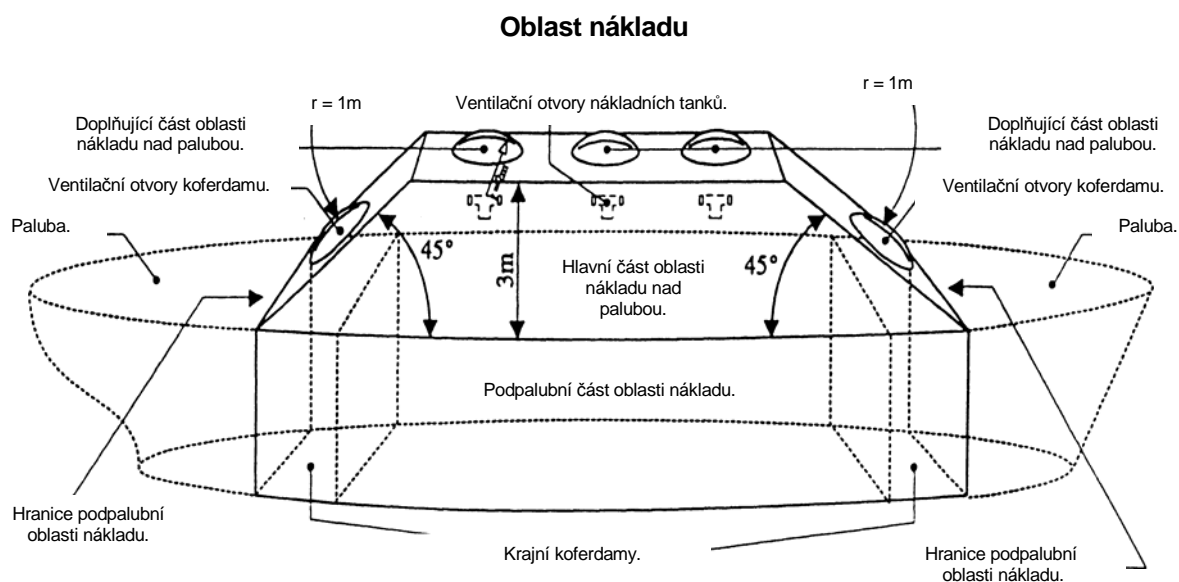 Oblast nákladu
r = 1m
Ventilační otvory nákladních tanků.
r = 1m
Doplňující část oblasti
nákladu nad palubou.
Doplňující část oblasti
nákladu nad palubou.
Ventilační otvory koferdamu.
Ventilační otvory koferdamu.
Paluba.
Paluba.
45°
3m
Hlavní část oblasti
nákladu nad
palubou.
45°
Podpalubní část oblasti nákladu.
Hranice podpalubní
oblasti nákladu.
Krajní koferdamy.
Hranice podpalubní
oblasti nákladu.